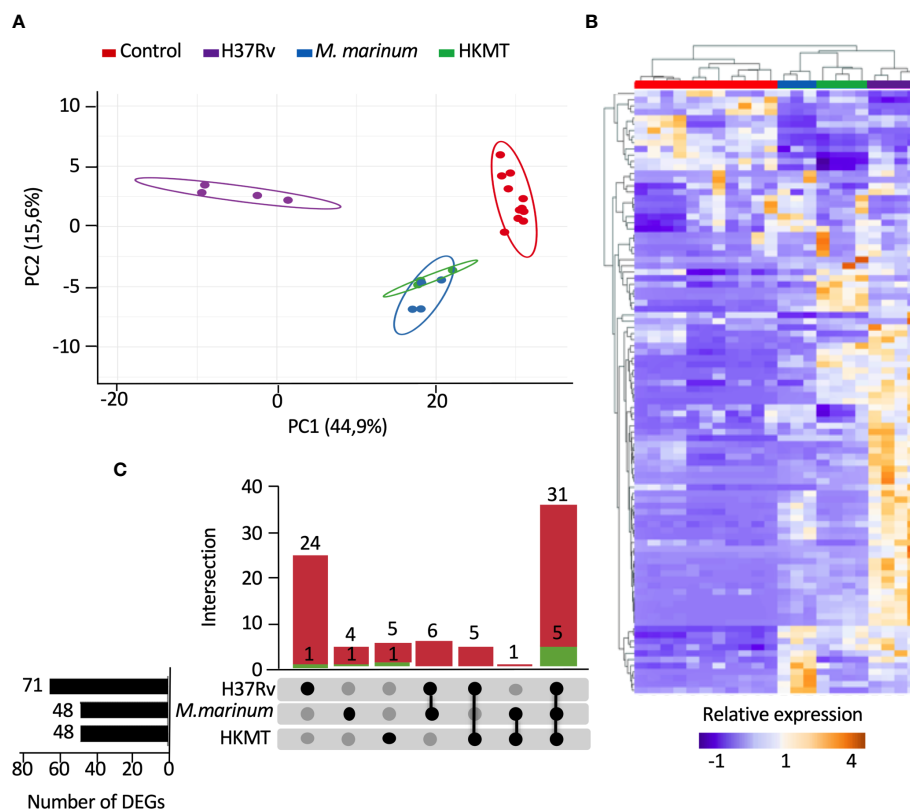 A
B
Control H37Rv M. marinum HKMT
10
5
0
-5
-10
PC2 (15,6%)
-20 0 20
PC1 (44,9%)
C
40
30
20
10
0
Intersection
24 4 5 6 5 1 31
1 1 1 5
H37Rv
M.marinum
HKMT
71
48
48
80 60 40 20 0
Number of DEGs
Relative expression
-1 1 4